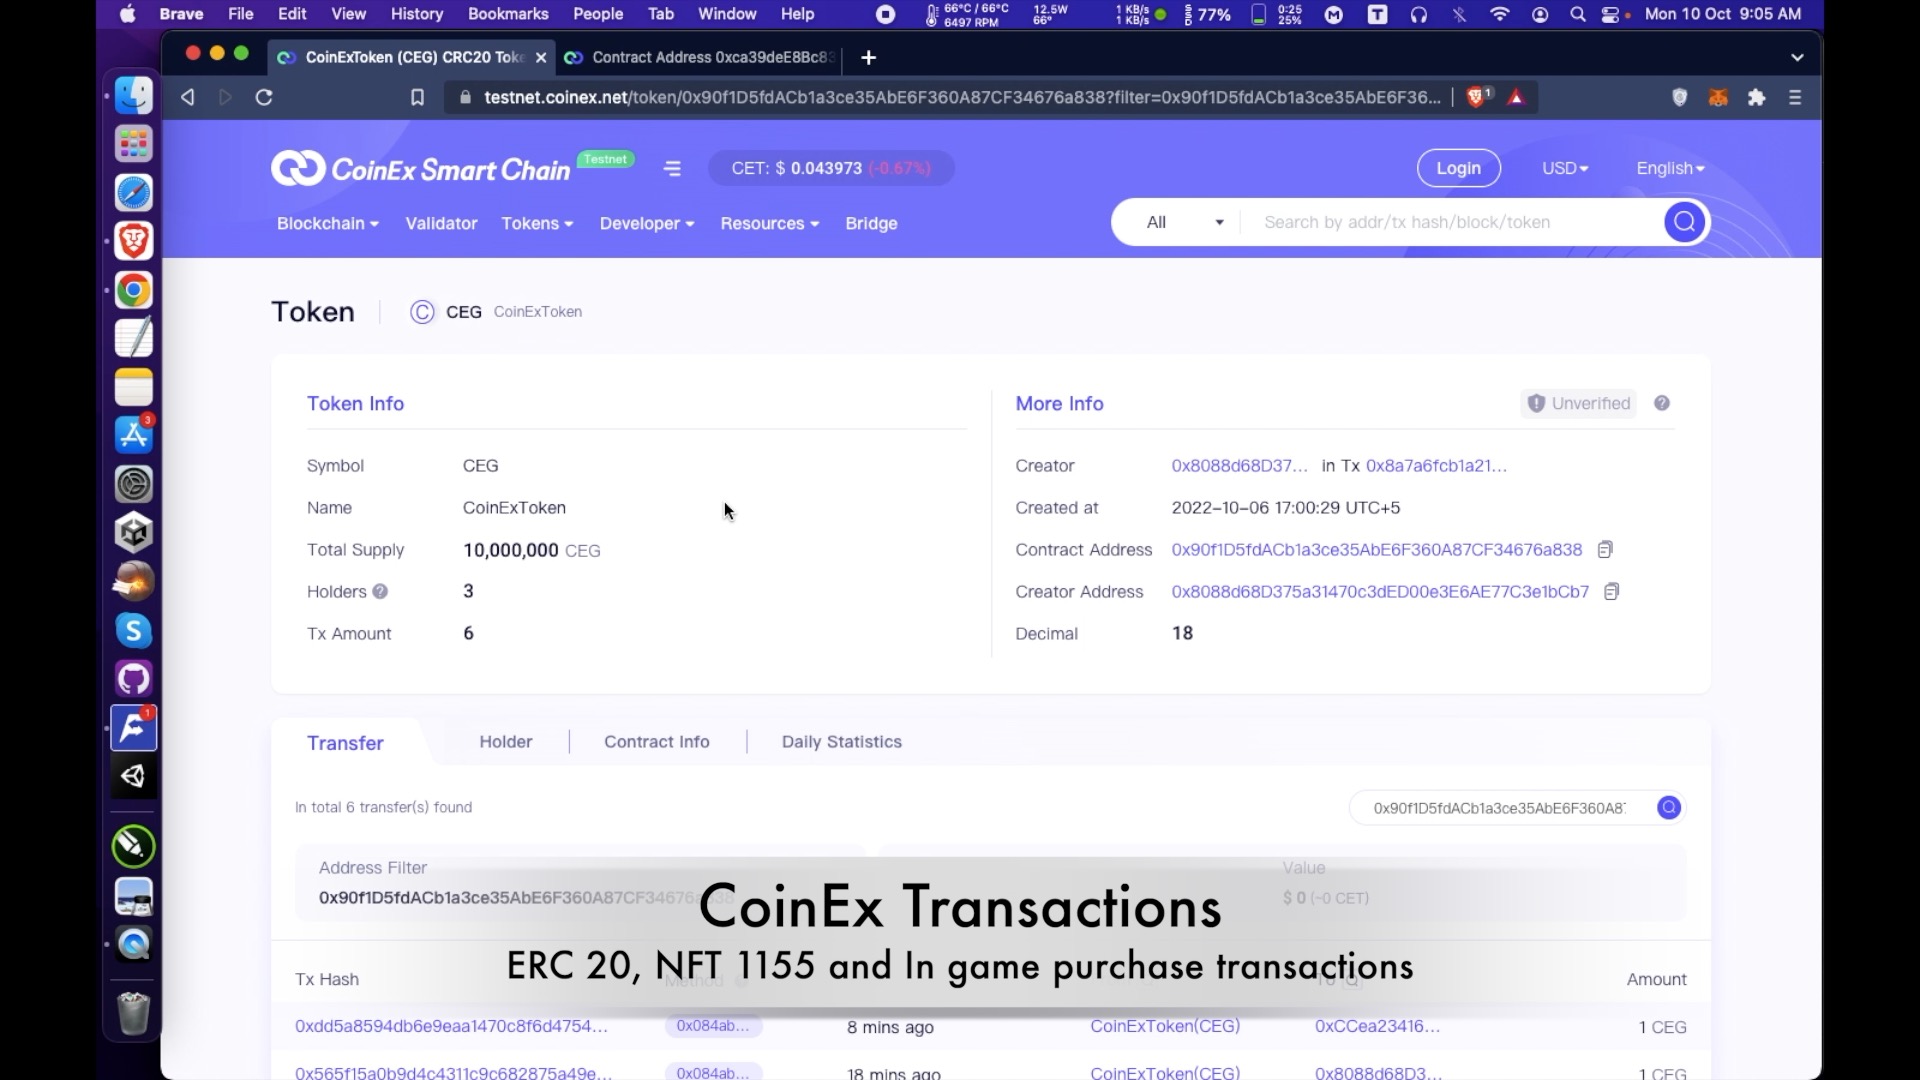 Brave File Edit View History Bookmarks People Tab Window Help 66°C / 66°C 6497 RPM 12.5W 66° 1 KB/s 1 KB/s 77% 0:25 25% Mon 10 Oct 9:05 AM
CoinExToken (CEG) CRC20 Toke Contract Address 0xca39deE8Bc83
testnet.coinex.net/token/0x90f1D5fdACb1a3ce35AbE6F360A87CF34676a838?filter=0x90f1D5fdACb1a3ce35AbE6F36... 1
CoinEx Smart Chain Testnet CET: $ 0.043973 (-0.67%) Login USD English
Blockchain Validator Tokens Developer Resources Bridge All Search by addr/tx hash/block/token
Token CEG CoinExToken
Token Info
Symbol CEG
Name CoinExToken
Total Supply 10,000,000 CEG
Holders 3
Tx Amount 6
More Info Unverified
Creator 0x8088d68D37... in Tx 0x8a7a6fcb1a21...
Created at 2022-10-06 17:00:29 UTC+5
Contract Address 0x90f1D5fdACb1a3ce35AbE6F360A87CF34676a838
Creator Address 0x8088d68D375a31470c3dED00e3E6AE77C3e1bCb7
Decimal 18
Transfer Holder Contract Info Daily Statistics
In total 6 transfer(s) found 0x90f1D5fdACb1a3ce35AbE6F360A8
Address Filter Value
0x90f1D5fdACb1a3ce35AbE6F360A87CF34676a838 $ 0 (~0 CET)
CoinEx Transactions
ERC 20, NFT 1155 and In game purchase transactions
Tx Hash Method To Amount
0xdd5a8594db6e9eaa1470c8f6d4754... 0x084ab... 8 mins ago CoinExToken(CEG) 0xCCea23416... 1 CEG
0x565f15a0b9d4c4311c9c682875a49e... 0x084ab... 18 mins ago CoinExToken(CEG) 0x8088d68D3... 1 CEG